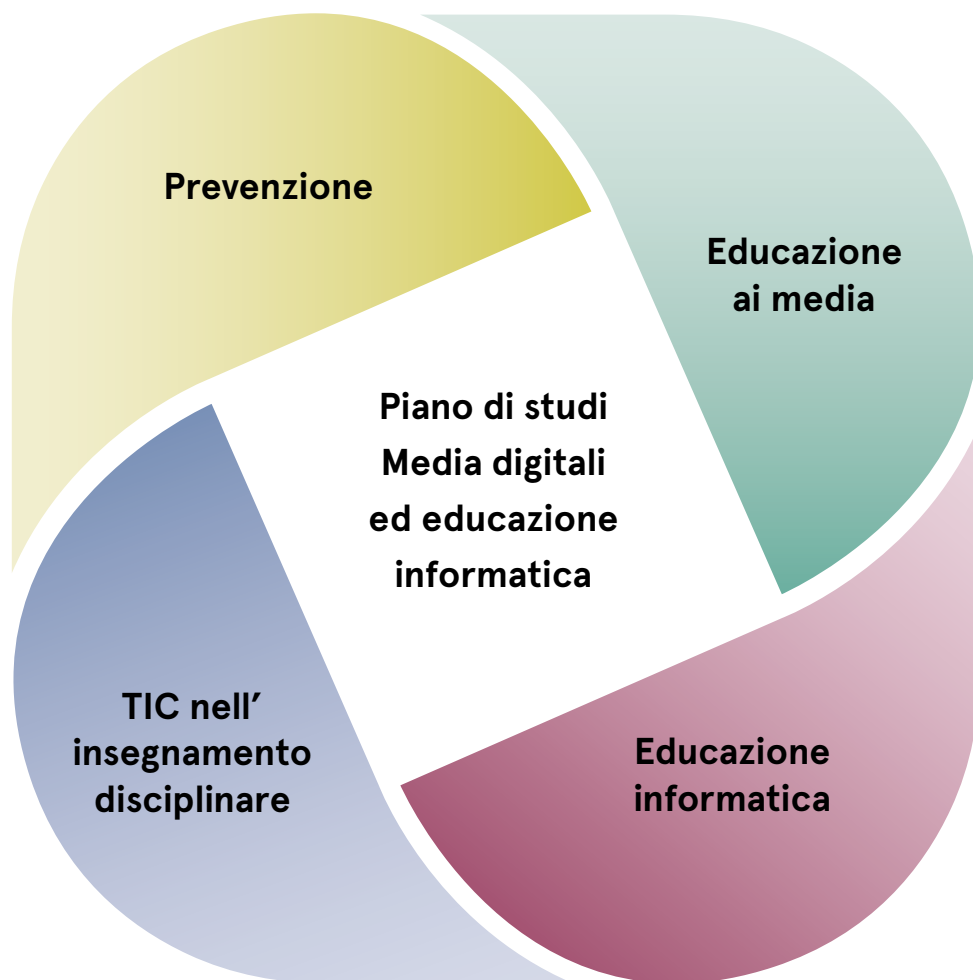 Prevenzione
Educazione
ai media
Piano di studi
Media digitali
ed educazione
informatica
TIC nell’
insegnamento
disciplinare
Educazione
informatica